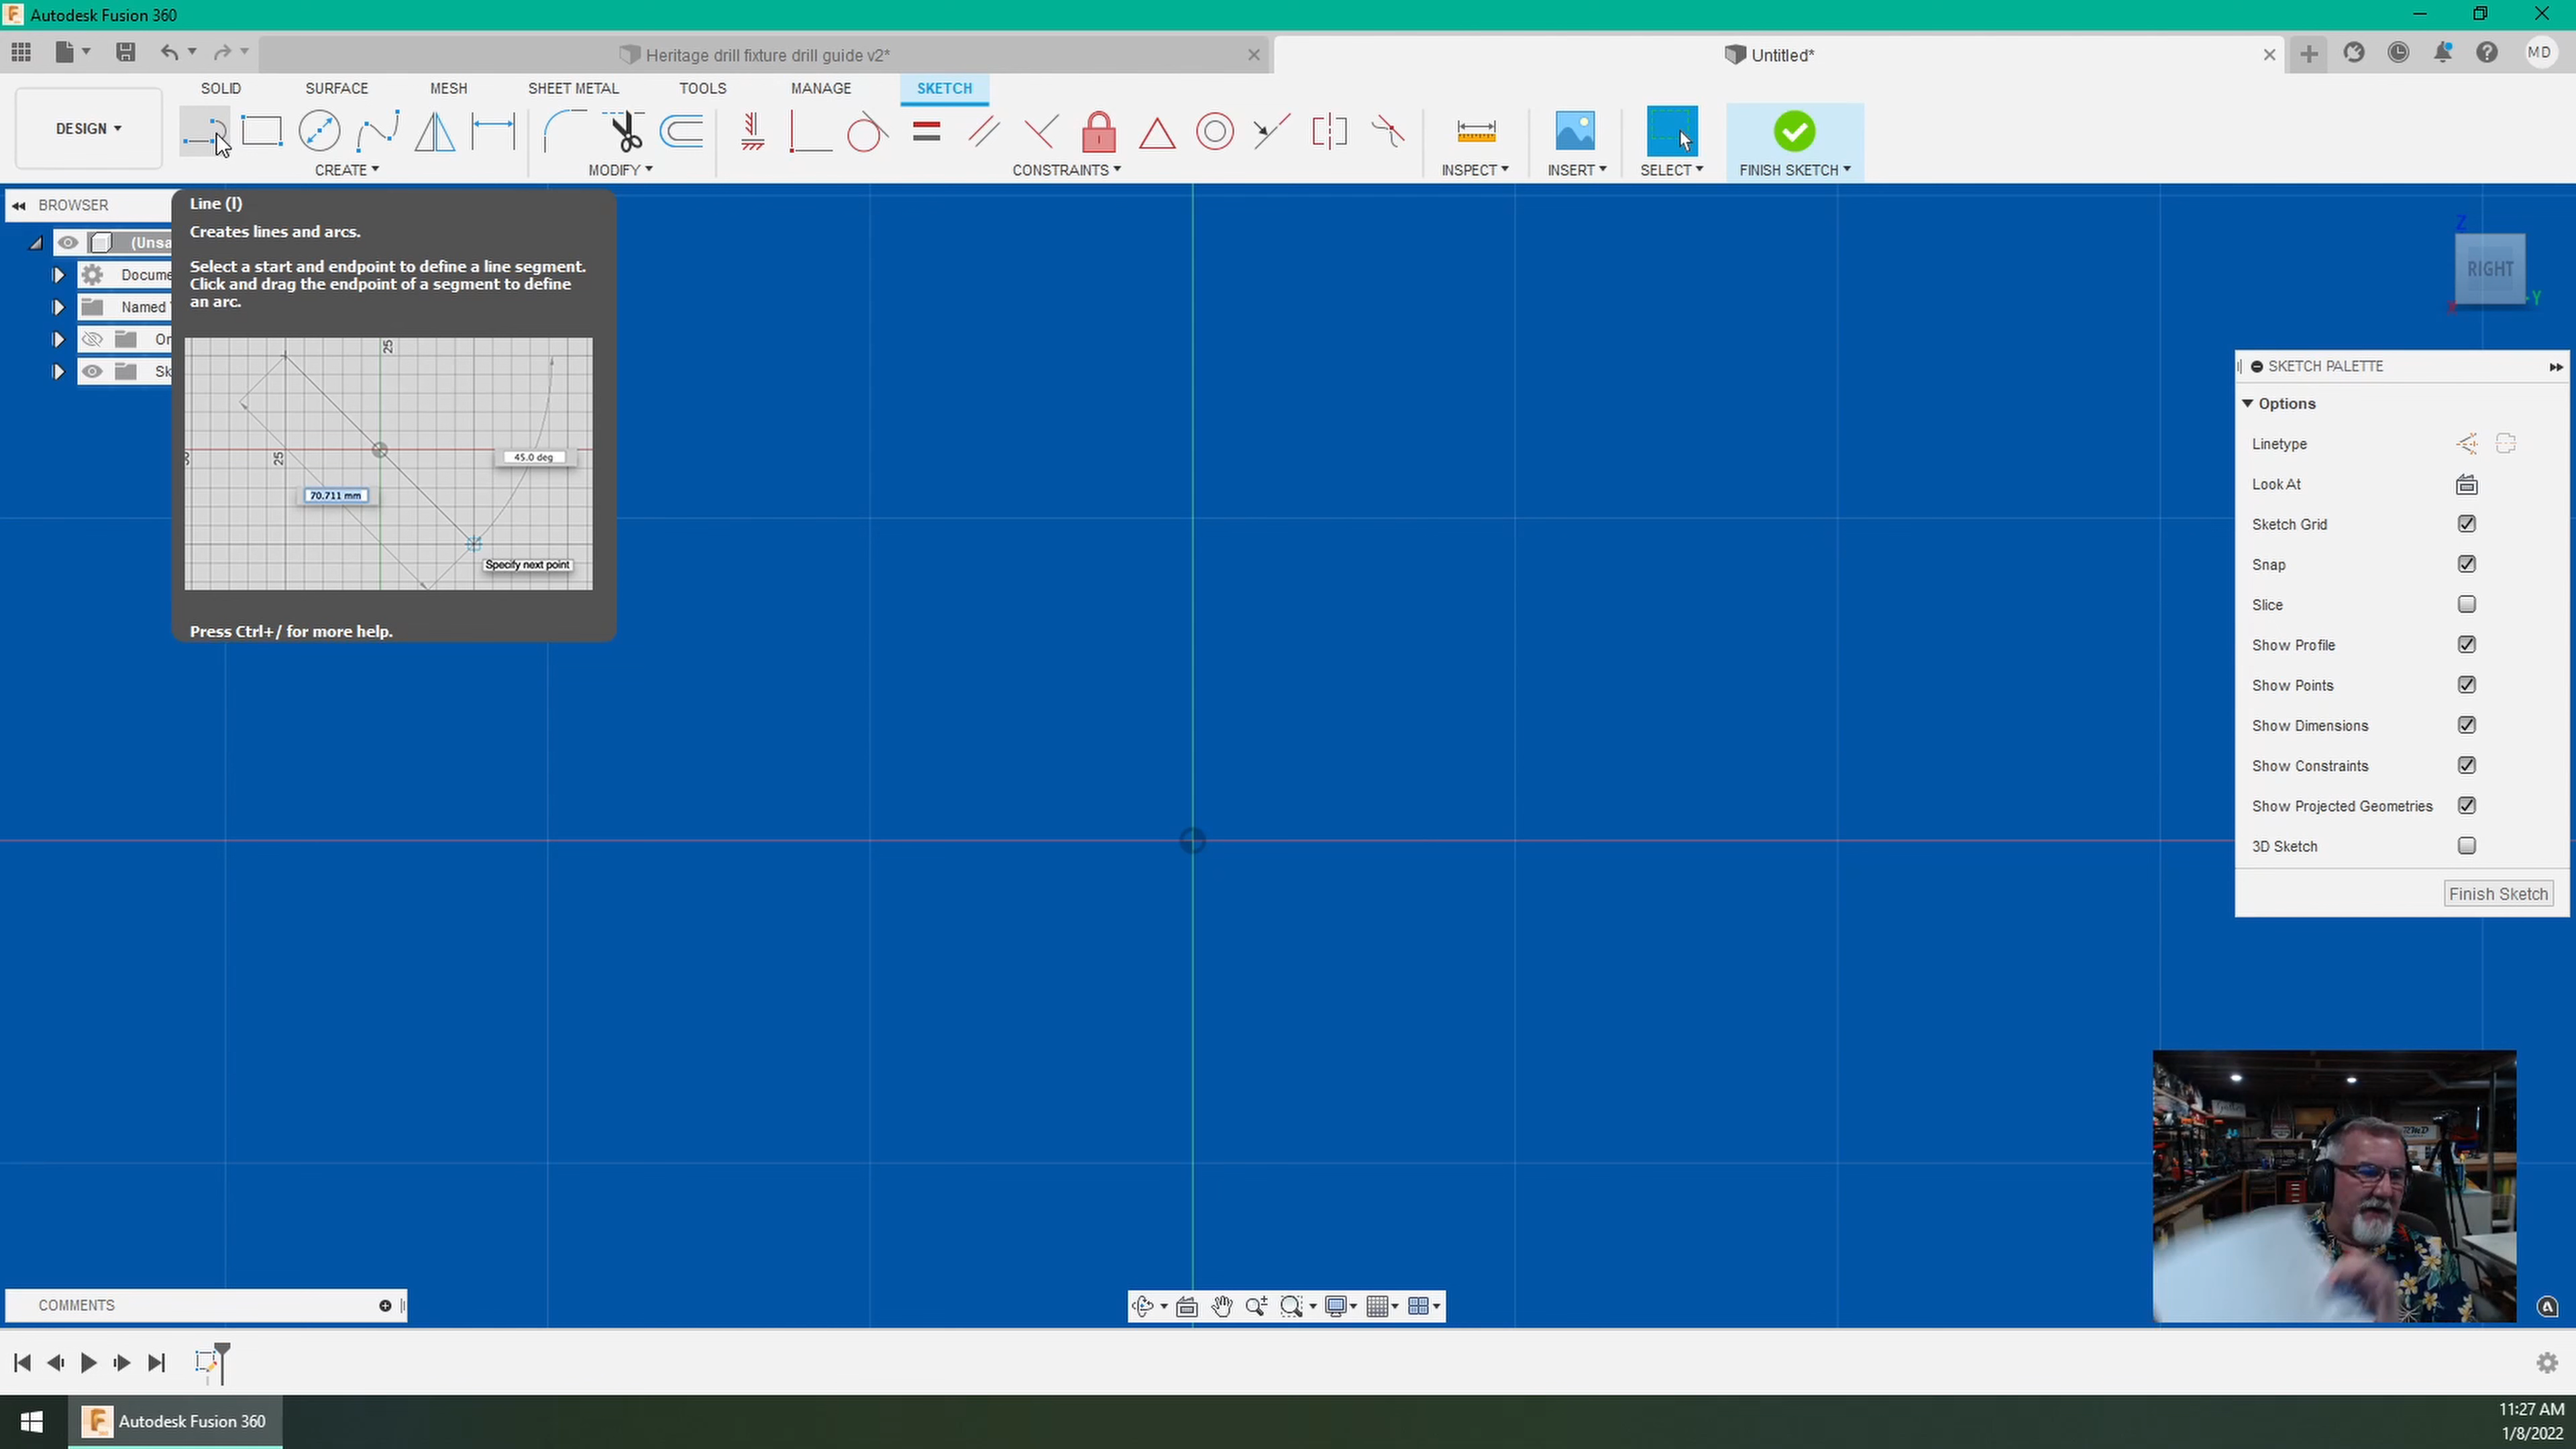 Autodesk Fusion 360
Heritage drill fixture drill guide v2*
Untitled*
MD
SOLID
SURFACE
MESH
SHEET METAL
TOOLS
MANAGE
SKETCH
DESIGN
CREATE
MODIFY
CONSTRAINTS
INSPECT
INSERT
SELECT
FINISH SKETCH
BROWSER
(Unsa
Docume
Named
Or
Sk
Line (l)
Creates lines and arcs.
Select a start and endpoint to define a line segment.
Click and drag the endpoint of a segment to define
an arc.
25
25
45.0 deg
70.711 mm
Specify next point
Press Ctrl+/ for more help.
Z
RIGHT
X
Y
SKETCH PALETTE
Options
Linetype
Look At
Sketch Grid
Snap
Slice
Show Profile
Show Points
Show Dimensions
Show Constraints
Show Projected Geometries
3D Sketch
Finish Sketch
COMMENTS
Autodesk Fusion 360
11:27 AM
1/8/2022